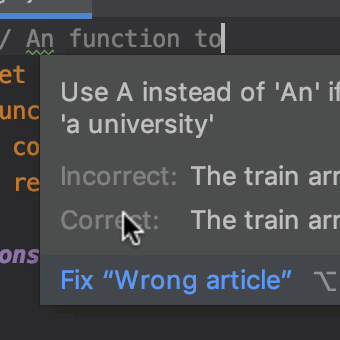 / An function to
et
unc
Use A instead of 'An' if
'a university'
co
re
Incorrect: The train arr
Correct: The train arr
ons
Fix “Wrong article” ⌥